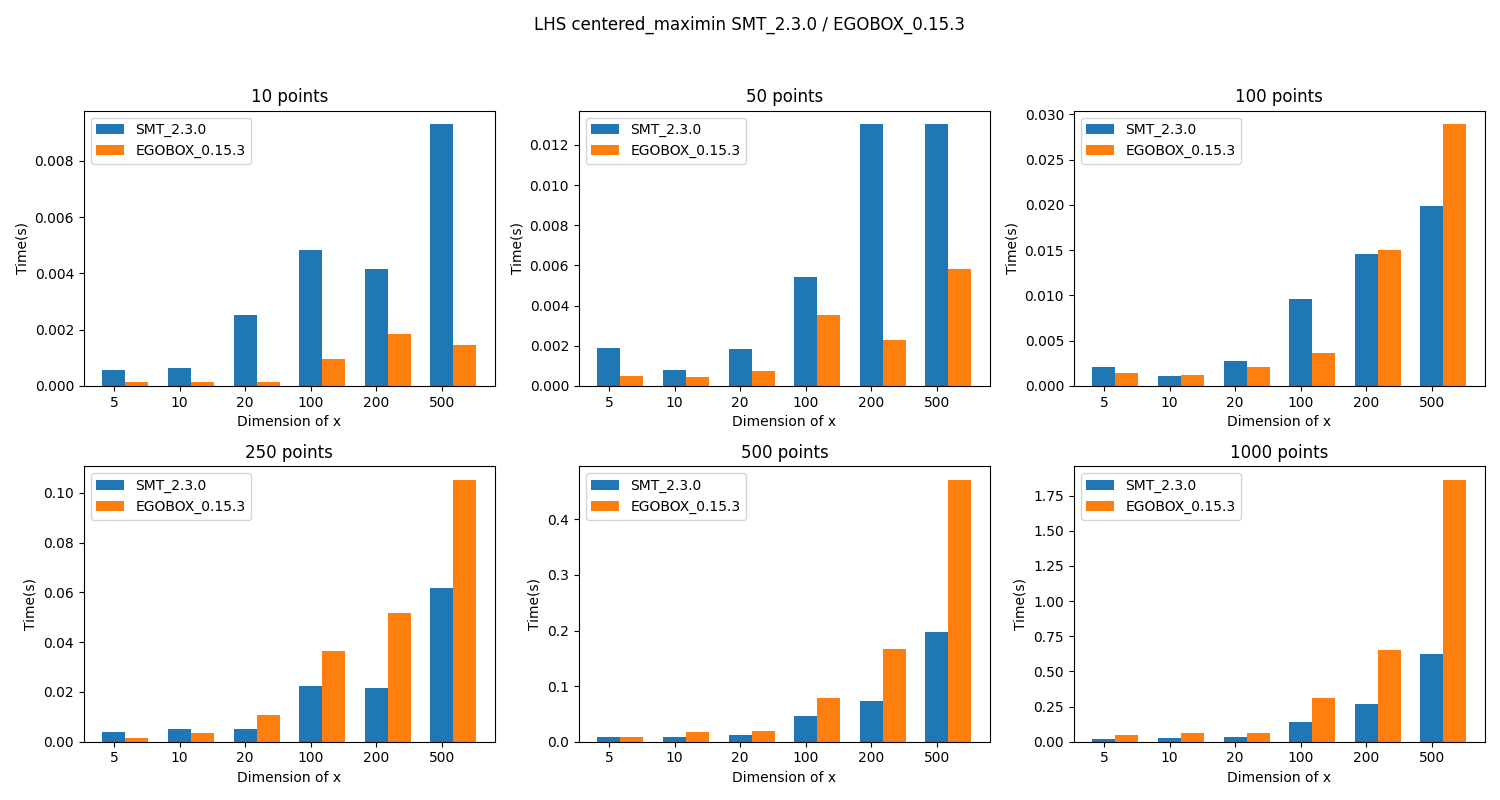 LHS centered_maximin SMT_2.3.0 / EGOBOX_0.15.3
10 points
SMT_2.3.0
EGOBOX_0.15.3
0.008
0.006
0.004
0.002
0.000
Time(s)
5 10 20 100 200 500
Dimension of x
50 points
SMT_2.3.0
EGOBOX_0.15.3
0.012
0.010
0.008
0.006
0.004
0.002
0.000
Time(s)
5 10 20 100 200 500
Dimension of x
100 points
SMT_2.3.0
EGOBOX_0.15.3
0.030
0.025
0.020
0.015
0.010
0.005
0.000
Time(s)
5 10 20 100 200 500
Dimension of x
250 points
SMT_2.3.0
EGOBOX_0.15.3
0.10
0.08
0.06
0.04
0.02
0.00
Time(s)
5 10 20 100 200 500
Dimension of x
500 points
SMT_2.3.0
EGOBOX_0.15.3
0.4
0.3
0.2
0.1
0.0
Time(s)
5 10 20 100 200 500
Dimension of x
1000 points
SMT_2.3.0
EGOBOX_0.15.3
1.75
1.50
1.25
1.00
0.75
0.50
0.25
0.00
Time(s)
5 10 20 100 200 500
Dimension of x